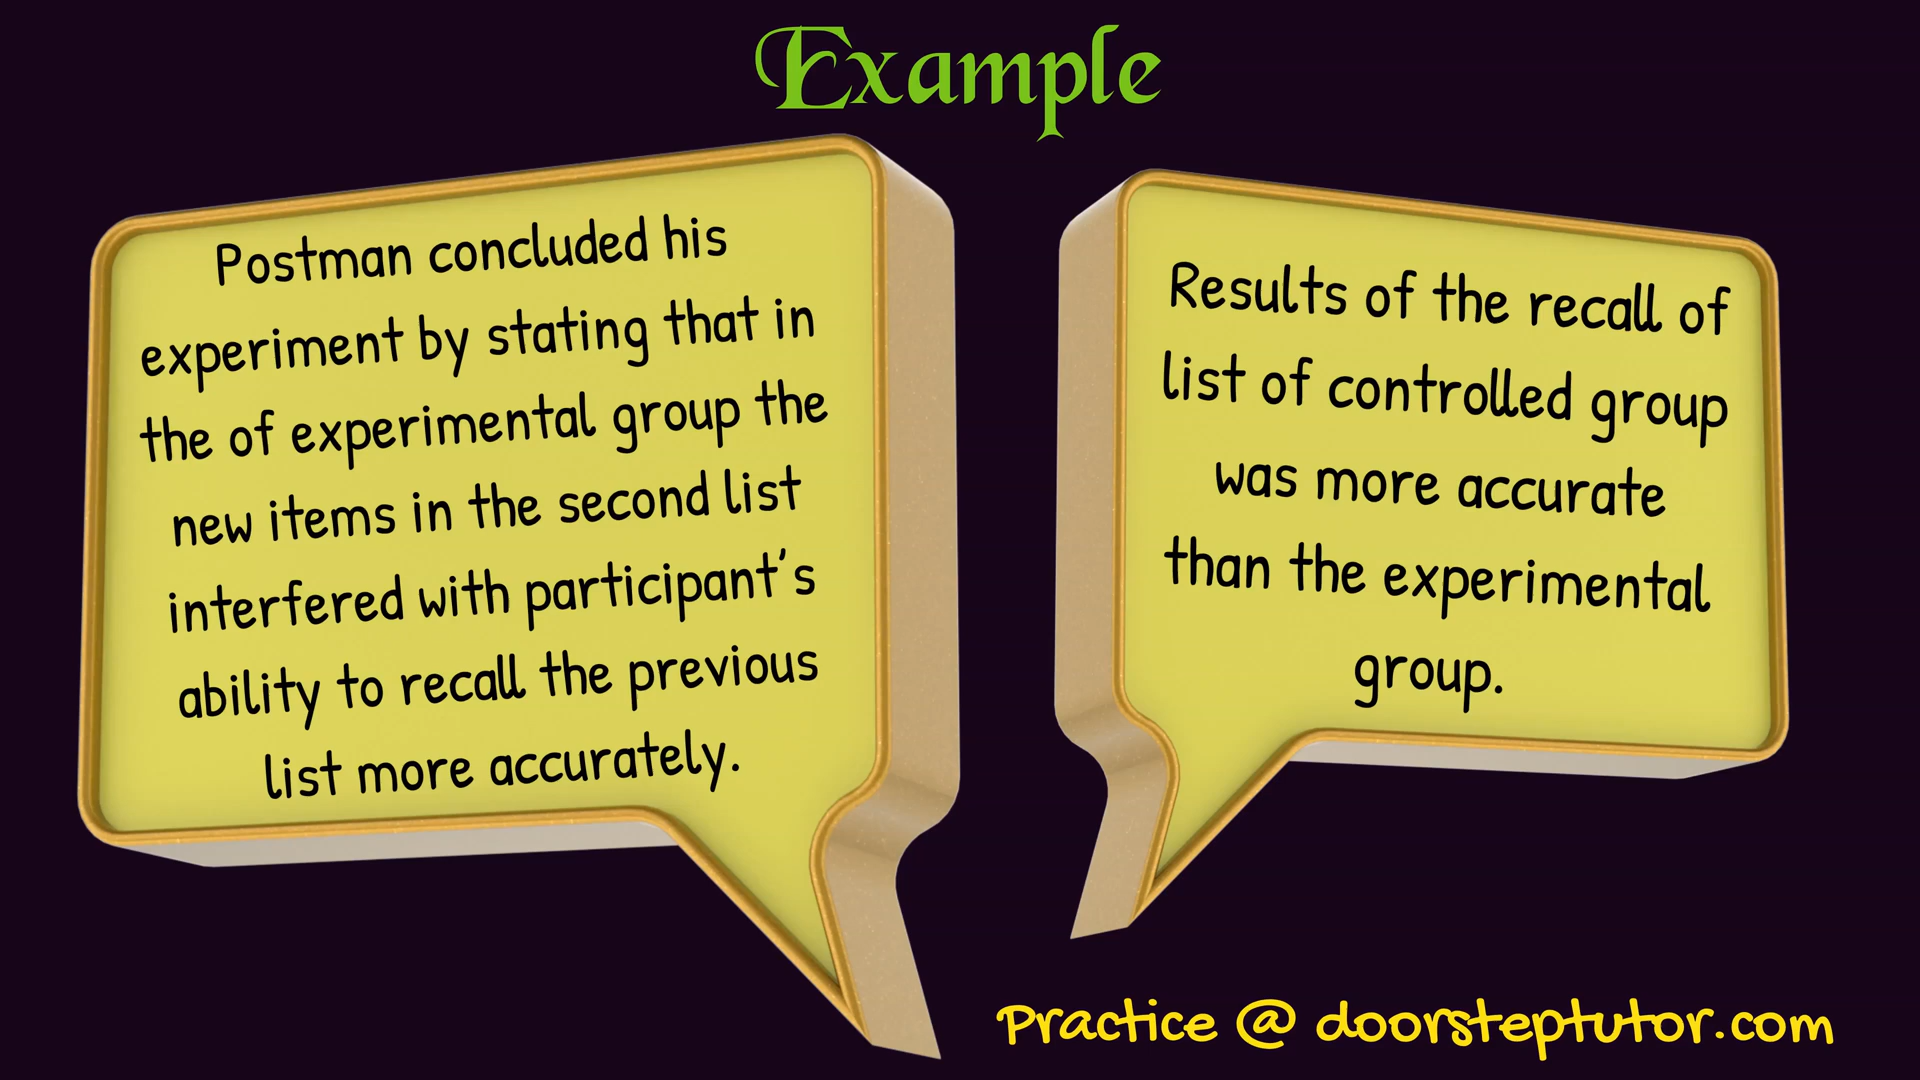 Example
Postman concluded his
experiment by stating that in
the of experimental group the
new items in the second list
interfered with participant's
ability to recall the previous
list more accurately.
Results of the recall of
list of controlled group
was more accurate
than the experimental
group.
Practice @ doorsteptutor.com